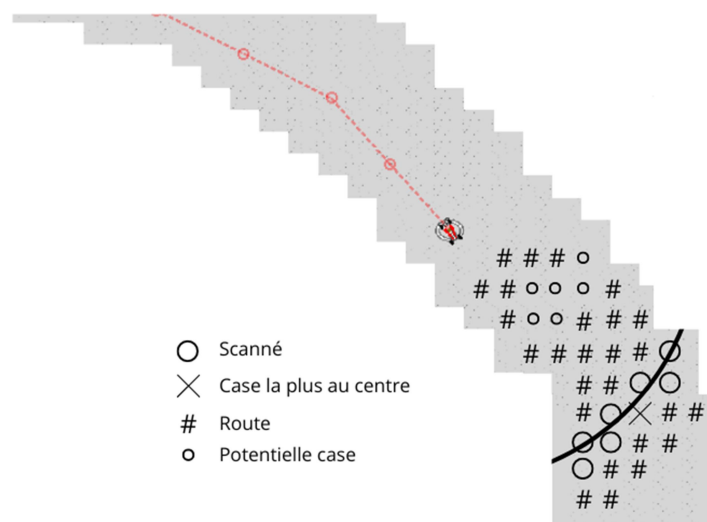 # # # o
# # o o o #
# o o # # #
# # # # # O
# # O O
# O X # #
O O # #
O # #
# #
O Scanné
X Case la plus au centre
# Route
o Potentielle case